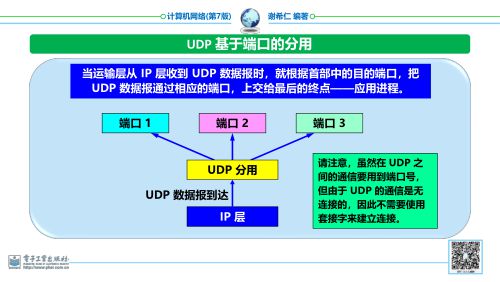 计算机网络(第7版) 谢希仁 编著
UDP 基于端口的分用
当运输层从 IP 层收到 UDP 数据报时，就根据首部中的目的端口，把
UDP 数据报通过相应的端口，上交给最后的终点——应用进程。
端口 1 端口 2 端口 3
UDP 分用
UDP 数据报到达
IP 层
请注意，虽然在 UDP 之
间的通信要用到端口号，
但由于 UDP 的通信是无
连接的，因此不需要使用
套接字来建立连接。
电子工业出版社
http://www.phei.com.cn